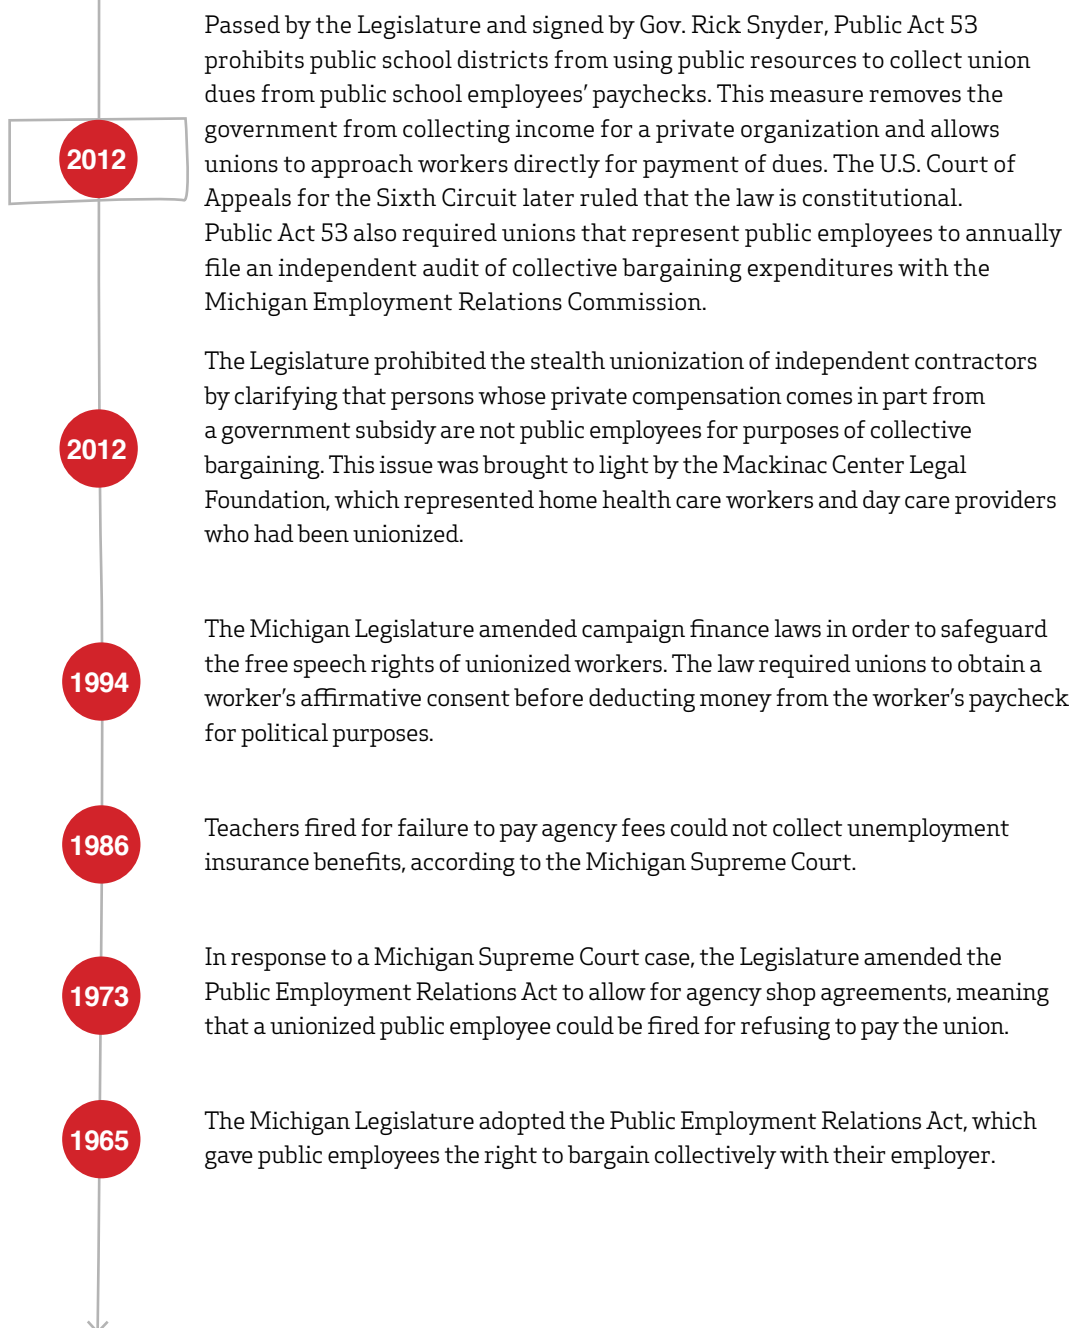 Passed by the Legislature and signed by Gov. Rick Snyder, Public Act 53
prohibits public school districts from using public resources to collect union
dues from public school employees’ paychecks. This measure removes the
government from collecting income for a private organization and allows
unions to approach workers directly for payment of dues. The U.S. Court of
Appeals for the Sixth Circuit later ruled that the law is constitutional.
Public Act 53 also required unions that represent public employees to annually
file an independent audit of collective bargaining expenditures with the
Michigan Employment Relations Commission.
2012
The Legislature prohibited the stealth unionization of independent contractors
by clarifying that persons whose private compensation comes in part from
a government subsidy are not public employees for purposes of collective
bargaining. This issue was brought to light by the Mackinac Center Legal
Foundation, which represented home health care workers and day care providers
who had been unionized.
2012
The Michigan Legislature amended campaign finance laws in order to safeguard
the free speech rights of unionized workers. The law required unions to obtain a
worker’s affirmative consent before deducting money from the worker’s paycheck
for political purposes.
1994
Teachers fired for failure to pay agency fees could not collect unemployment
insurance benefits, according to the Michigan Supreme Court.
1986
In response to a Michigan Supreme Court case, the Legislature amended the
Public Employment Relations Act to allow for agency shop agreements, meaning
that a unionized public employee could be fired for refusing to pay the union.
1973
The Michigan Legislature adopted the Public Employment Relations Act, which
gave public employees the right to bargain collectively with their employer.
1965